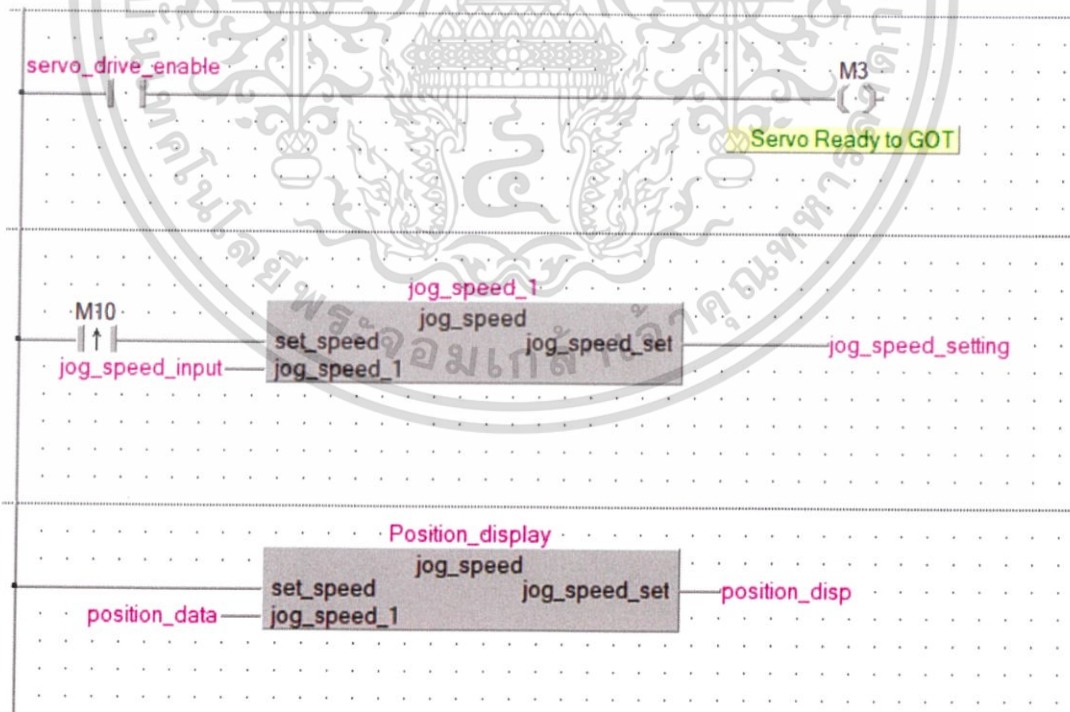 servo_drive_enable
M3
Servo Ready to GOT
jog_speed_1
M10
jog_speed
set_speed
jog_speed_set
jog_speed_setting
jog_speed_input
jog_speed_1
Position_display
jog_speed
set_speed
jog_speed_set
position_disp
position_data
jog_speed_1